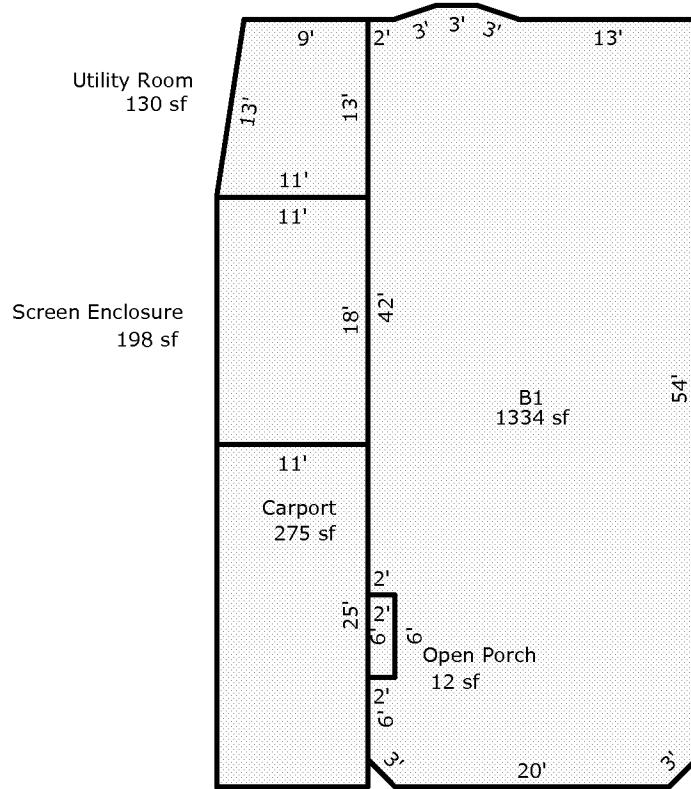 9'
2'
3'
3'
3'
13'
Utility Room
130 sf
13'
13'
11'
11'
Screen Enclosure
198 sf
18'
42'
54'
B1
1334 sf
11'
Carport
275 sf
2'
2'
25'
6'
6'
Open Porch
12 sf
2'
6'
3'
20'
3'